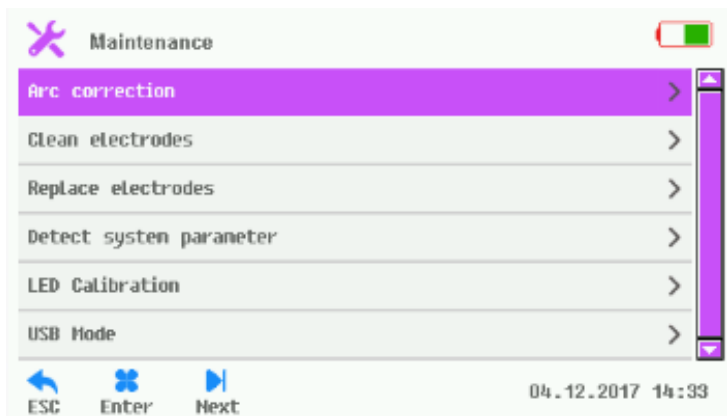 Maintenance
Arc correction
Clean electrodes
Replace electrodes
Detect system parameter
LED Calibration
USB Mode
ESC Enter Next 04.12.2017 14:33